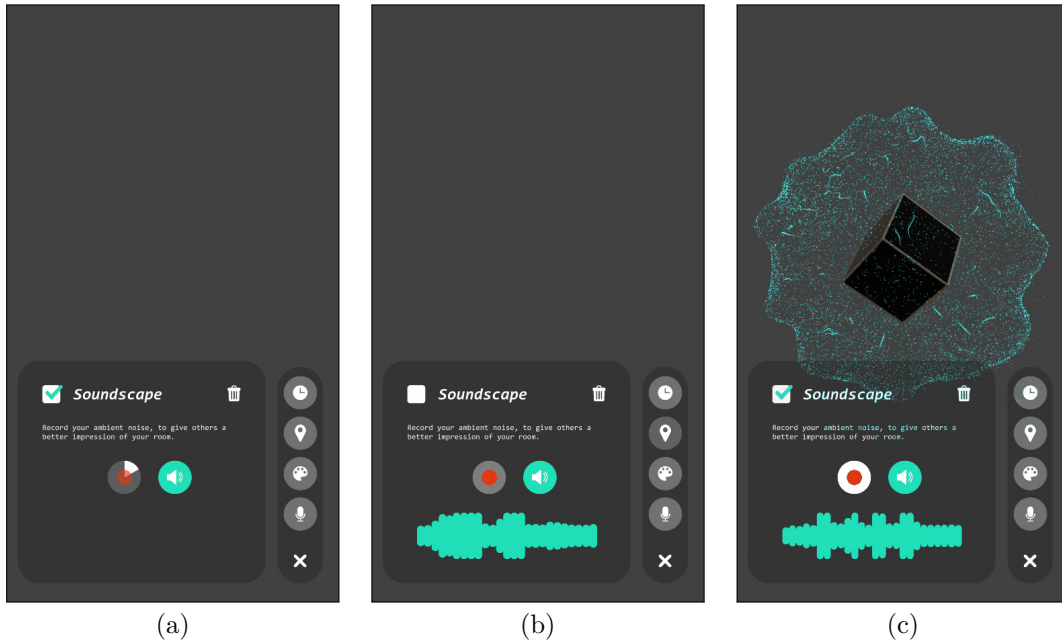 Soundscape
Record your ambient noise, to give others a
better impression of your room.
Soundscape
Record your ambient noise, to give others a
better impression of your room.
Soundscape
Record your ambient noise, to give others a
better impression of your room.
(a)
(b)
(c)